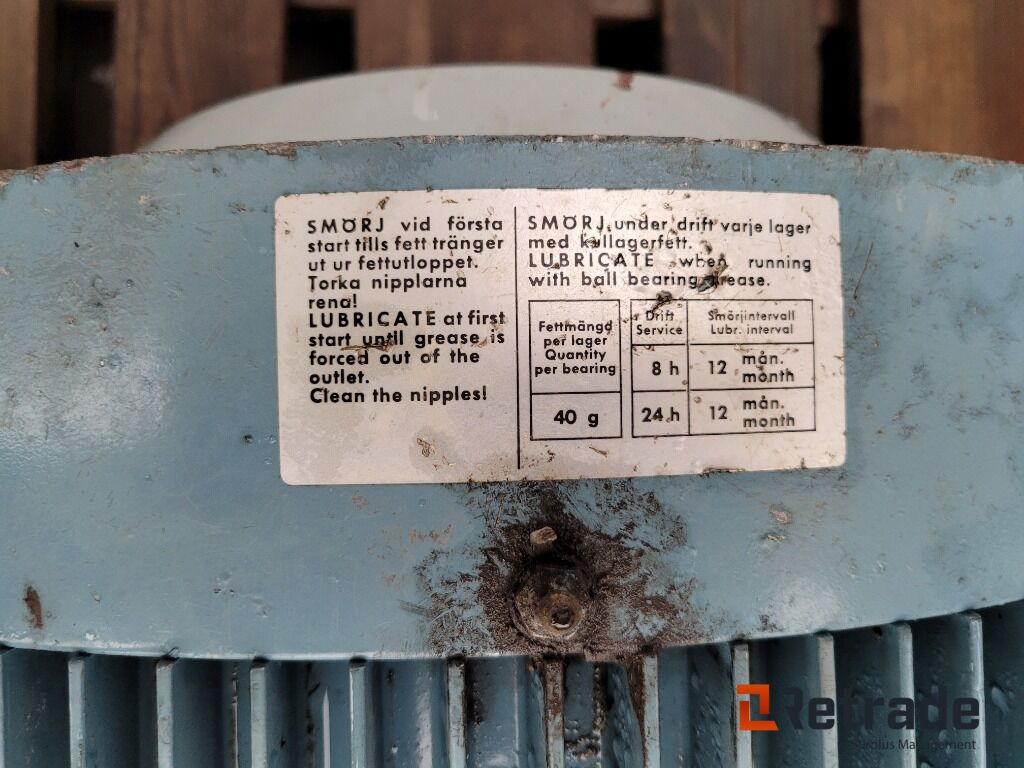 SMÖRJ vid första
start tills fett tränger
ut ur fettutloppet.
Torka nipplarna
rena!
LUBRICATE at first
start until grease is
forced out of the
outlet.
Clean the nipples!
SMÖRJ under drift varje lager
med kullagerfett.
LUBRICATE when running
with ball bearing grease.
Fettmängd
per lager
Quantity
per bearing
40 g
Drift
Service
Smörjintervall
Lubr. interval
8 h
12 mån.
month
24 h
12 mån.
month
Retrade
Surplus Management